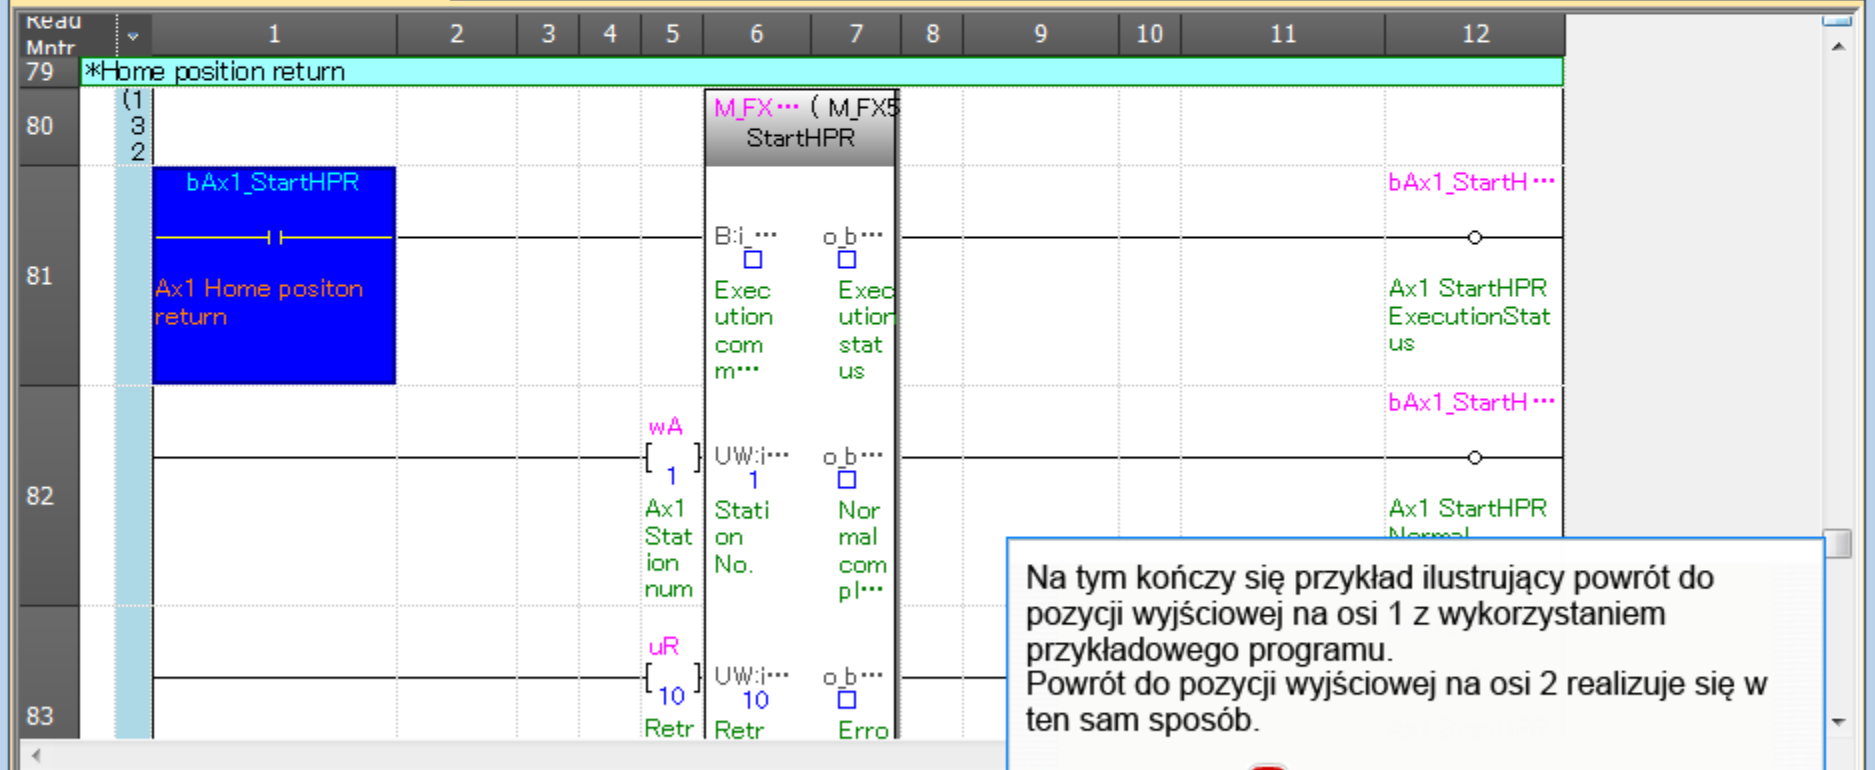 Read
Mntr
1 2 3 4 5 6 7 8 9 10 11 12
79 *Home position return
80
(1
3
2
M_FX… ( M_FX5
StartHPR
81
bAx1_StartHPR
Ax1 Home positon
return
B:i_… o_b…
Exec
ution
com
m…
Exec
ution
stat
us
bAx1_StartH…
Ax1 StartHPR
ExecutionStat
us
82
wA
1
Ax1
Stat
ion
num
UW:i… o_b…
1
Stati
on
No.
Nor
mal
com
pl…
bAx1_StartH…
Ax1 StartHPR
Normal
83
uR
10
Retr
UW:i… o_b…
10
Retr
Erro
Na tym kończy się przykład ilustrujący powrót do
pozycji wyjściowej na osi 1 z wykorzystaniem
przykładowego programu.
Powrót do pozycji wyjściowej na osi 2 realizuje się w
ten sam sposób.